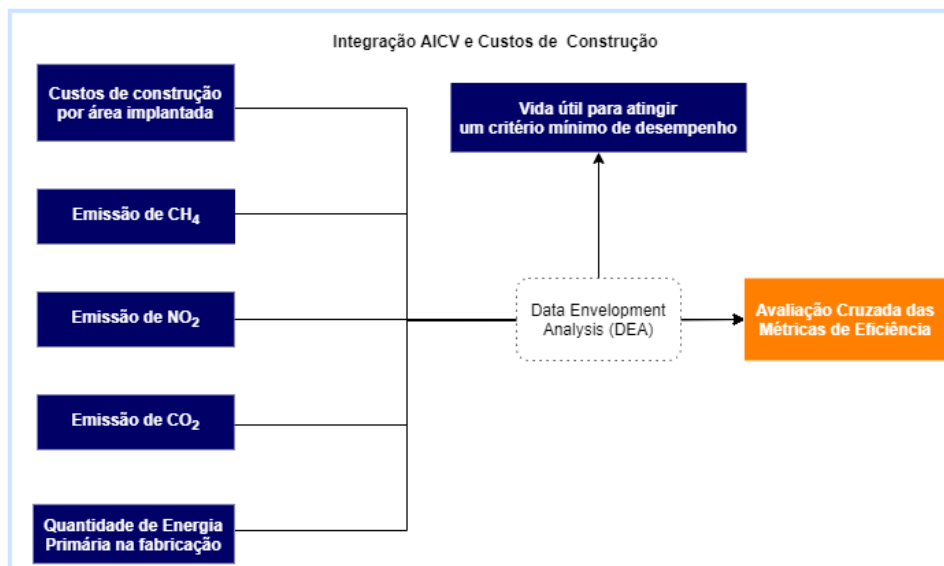 Integração AICV e Custos de Construção
Custos de construção
por área implantada
Vida útil para atingir
um critério mínimo de desempenho
Emissão de CH₄
Emissão de NO₂
Data Envelopment
Analysis (DEA)
Avaliação Cruzada das
Métricas de Eficiência
Emissão de CO₂
Quantidade de Energia
Primária na fabricação